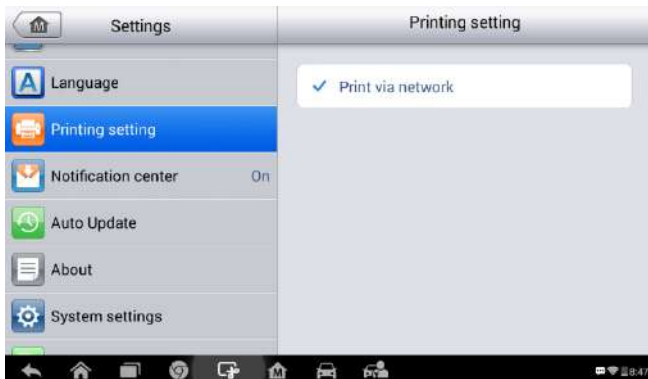 Settings
Printing setting
Language
Print via network
Printing setting
Notification center On
Auto Update
About
System settings
8:47